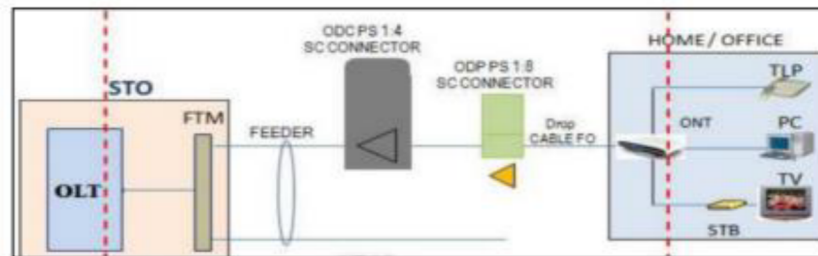 ODC PS 1:4
SC CONNECTOR
HOME / OFFICE
ODP PS 1:8
SC CONNECTOR
TLP
STO
FTM
FEEDER
Drop
CABLE FO
ONT
PC
OLT
TV
STB